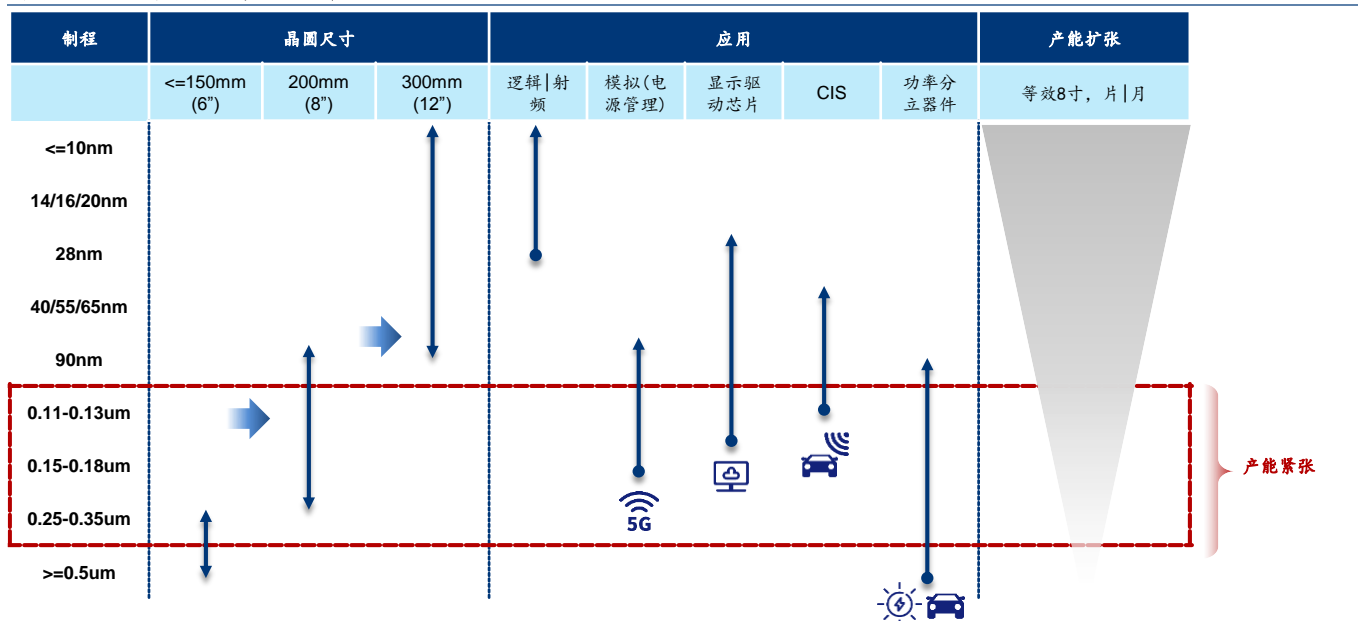 制程
晶圆尺寸
应用
产能扩张
<=150mm
(6”)
200mm
(8”)
300mm
(12”)
逻辑|射
频
模拟(电
源管理)
显示驱
动芯片
CIS
功率分
立器件
等效8寸，片|月
<=10nm
14/16/20nm
28nm
40/55/65nm
90nm
0.11-0.13um
0.15-0.18um
产能紧张
0.25-0.35um
5G
>=0.5um